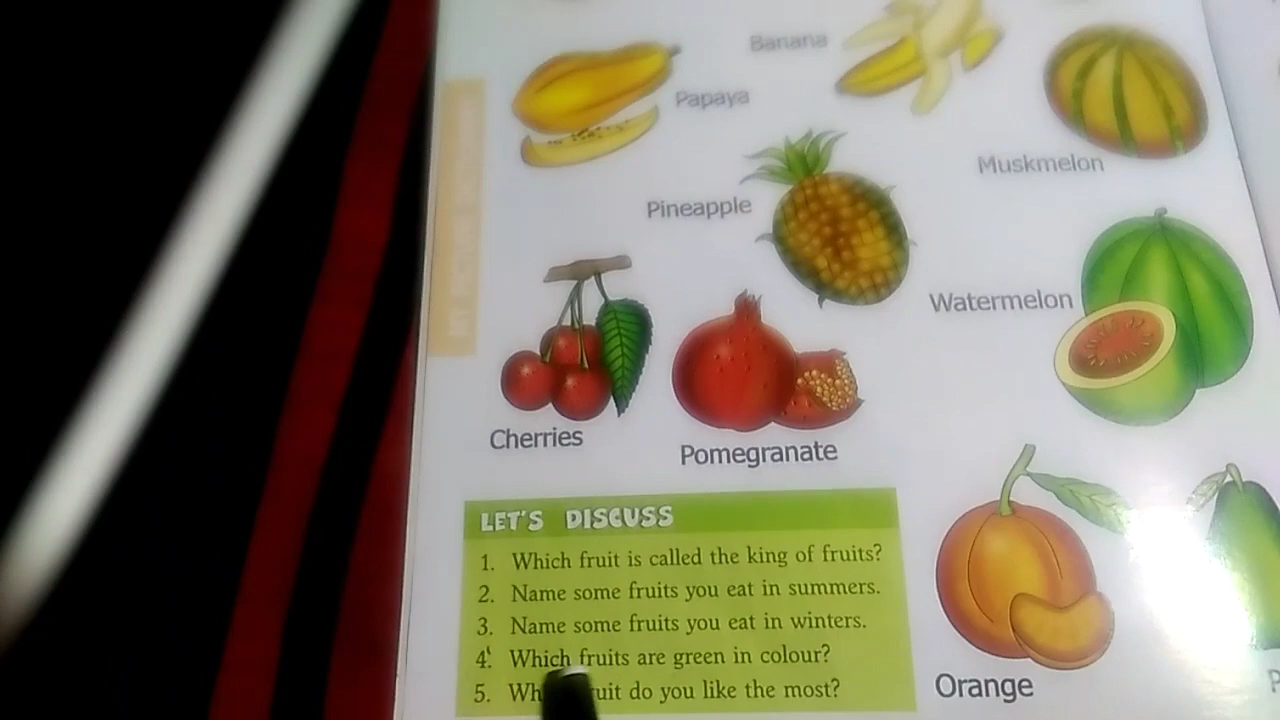 Banana
Papaya
Muskmelon
Pineapple
Watermelon
Cherries
Pomegranate
LET'S DISCUSS
1. Which fruit is called the king of fruits?
2. Name some fruits you eat in summers.
3. Name some fruits you eat in winters.
4. Which fruits are green in colour?
5. do you like the most?
Orange